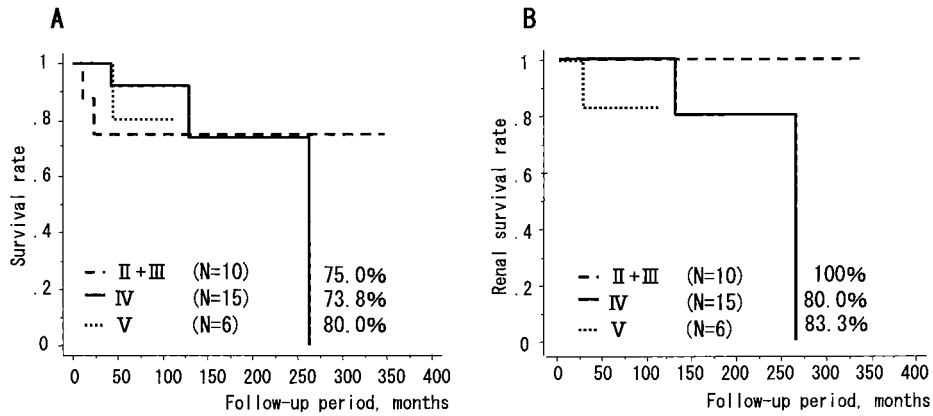 A
Survival rate
1
.8
.6
.4
.2
0
II+III (N=10) 75.0%
IV (N=15) 73.8%
V (N=6) 80.0%
0 50 100 150 200 250 300 350 400
Follow-up period, months
B
Renal survival rate
1
.8
.6
.4
.2
0
II+III (N=10) 100%
IV (N=15) 80.0%
V (N=6) 83.3%
0 50 100 150 200 250 300 350 400
Follow-up period, months